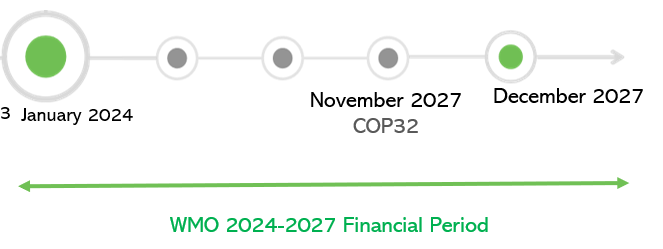 November 2027
December 2027
3 January 2024
COP32
WMO 2024-2027 Financial Period